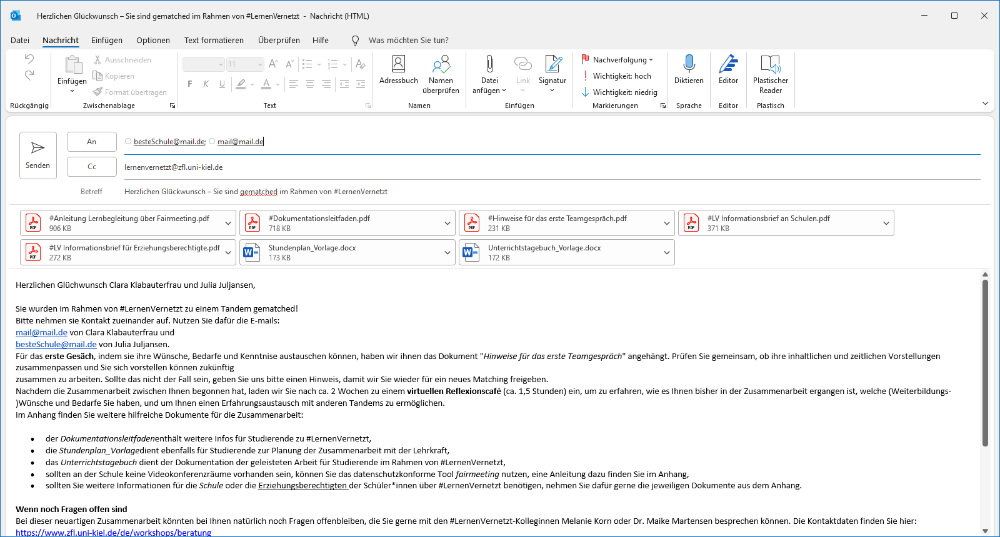 Herzlichen Glückwunsch – Sie sind gematched im Rahmen von #LernenVernetzt - Nachricht (HTML)
Datei Nachricht Einfügen Optionen Text formatieren Überprüfen Hilfe Was möchten Sie tun?
Einfügen
Ausschneiden
Kopieren
Format übertragen
11
F K U
Adressbuch
Namen überprüfen
Datei anfügen
Link
Signatur
Nachverfolgung
Wichtigkeit: hoch
Wichtigkeit: niedrig
Diktieren
Editor
Plastischer Reader
Rückgängig Zwischenablage Text Namen Einfügen Markierungen Sprache Editor Plastisch
Senden
An besteSchule@mail.de; mail@mail.de
Cc lernenvernetzt@zfl.uni-kiel.de
Betreff Herzlichen Glückwunsch – Sie sind gematched im Rahmen von #LernenVernetzt
#Anleitung Lernbegleitung über Fairmeeting.pdf
906 KB
#Dokumentationsleitfaden.pdf
718 KB
#Hinweise für das erste Teamgespräch.pdf
231 KB
#LV Informationsbrief an Schulen.pdf
371 KB
#LV Informationsbrief für Erziehungsberechtigte.pdf
272 KB
Stundenplan_Vorlage.docx
173 KB
Unterrichtstagebuch_Vorlage.docx
172 KB
Herzlichen Glüchwunsch Clara Klabauterfrau und Julia Juljansen,
Sie wurden im Rahmen von #LernenVernetzt zu einem Tandem gematched!
Bitte nehmen sie Kontakt zueinander auf. Nutzen Sie dafür die E-mails:
mail@mail.de von Clara Klabauterfrau und
besteSchule@mail.de von Julia Juljansen.
Für das erste Gesäch, indem sie ihre Wünsche, Bedarfe und Kenntnise austauschen können, haben wir ihnen das Dokument "Hinweise für das erste Teamgespräch" angehängt. Prüfen Sie gemeinsam, ob ihre inhaltlichen und zeitlichen Vorstellungen
zusammenpassen und Sie sich vorstellen können zukünftig
zusammen zu arbeiten. Sollte das nicht der Fall sein, geben Sie uns bitte einen Hinweis, damit wir Sie wieder für ein neues Matching freigeben.
Nachdem die Zusammenarbeit zwischen Ihnen begonnen hat, laden wir Sie nach ca. 2 Wochen zu einem virtuellen Reflexionscafé (ca. 1,5 Stunden) ein, um zu erfahren, wie es Ihnen bisher in der Zusammenarbeit ergangen ist, welche (Weiterbildungs-
)Wünsche und Bedarfe Sie haben, und um Ihnen einen Erfahrungsaustausch mit anderen Tandems zu ermöglichen.
Im Anhang finden Sie weitere hilfreiche Dokumente für die Zusammenarbeit:
• der Dokumentationsleitfadenenthält weitere Infos für Studierende zu #LernenVernetzt,
• die Stundenplan_Vorlagedient ebenfalls für Studierende zur Planung der Zusammenarbeit mit der Lehrkraft,
• das Unterrichtstagebuch dient der Dokumentation der geleisteten Arbeit für Studierende im Rahmen von #LernenVernetzt,
• sollten an der Schule keine Videokonferenzräume vorhanden sein, können Sie das datenschutzkonforme Tool fairmeeting nutzen, eine Anleitung dazu finden Sie im Anhang,
• sollten Sie weitere Informationen für die Schule oder die Erziehungsberechtigten der Schüler*innen über #LernenVernetzt benötigen, nehmen Sie dafür gerne die jeweiligen Dokumente aus dem Anhang.
Wenn noch Fragen offen sind
Bei dieser neuartigen Zusammenarbeit könnten bei Ihnen natürlich noch Fragen offenbleiben, die Sie gerne mit den #LernenVernetzt-Kolleginnen Melanie Korn oder Dr. Maike Martensen besprechen können. Die Kontaktdaten finden Sie hier:
https://www.zfl.uni-kiel.de/de/workshops/beratung